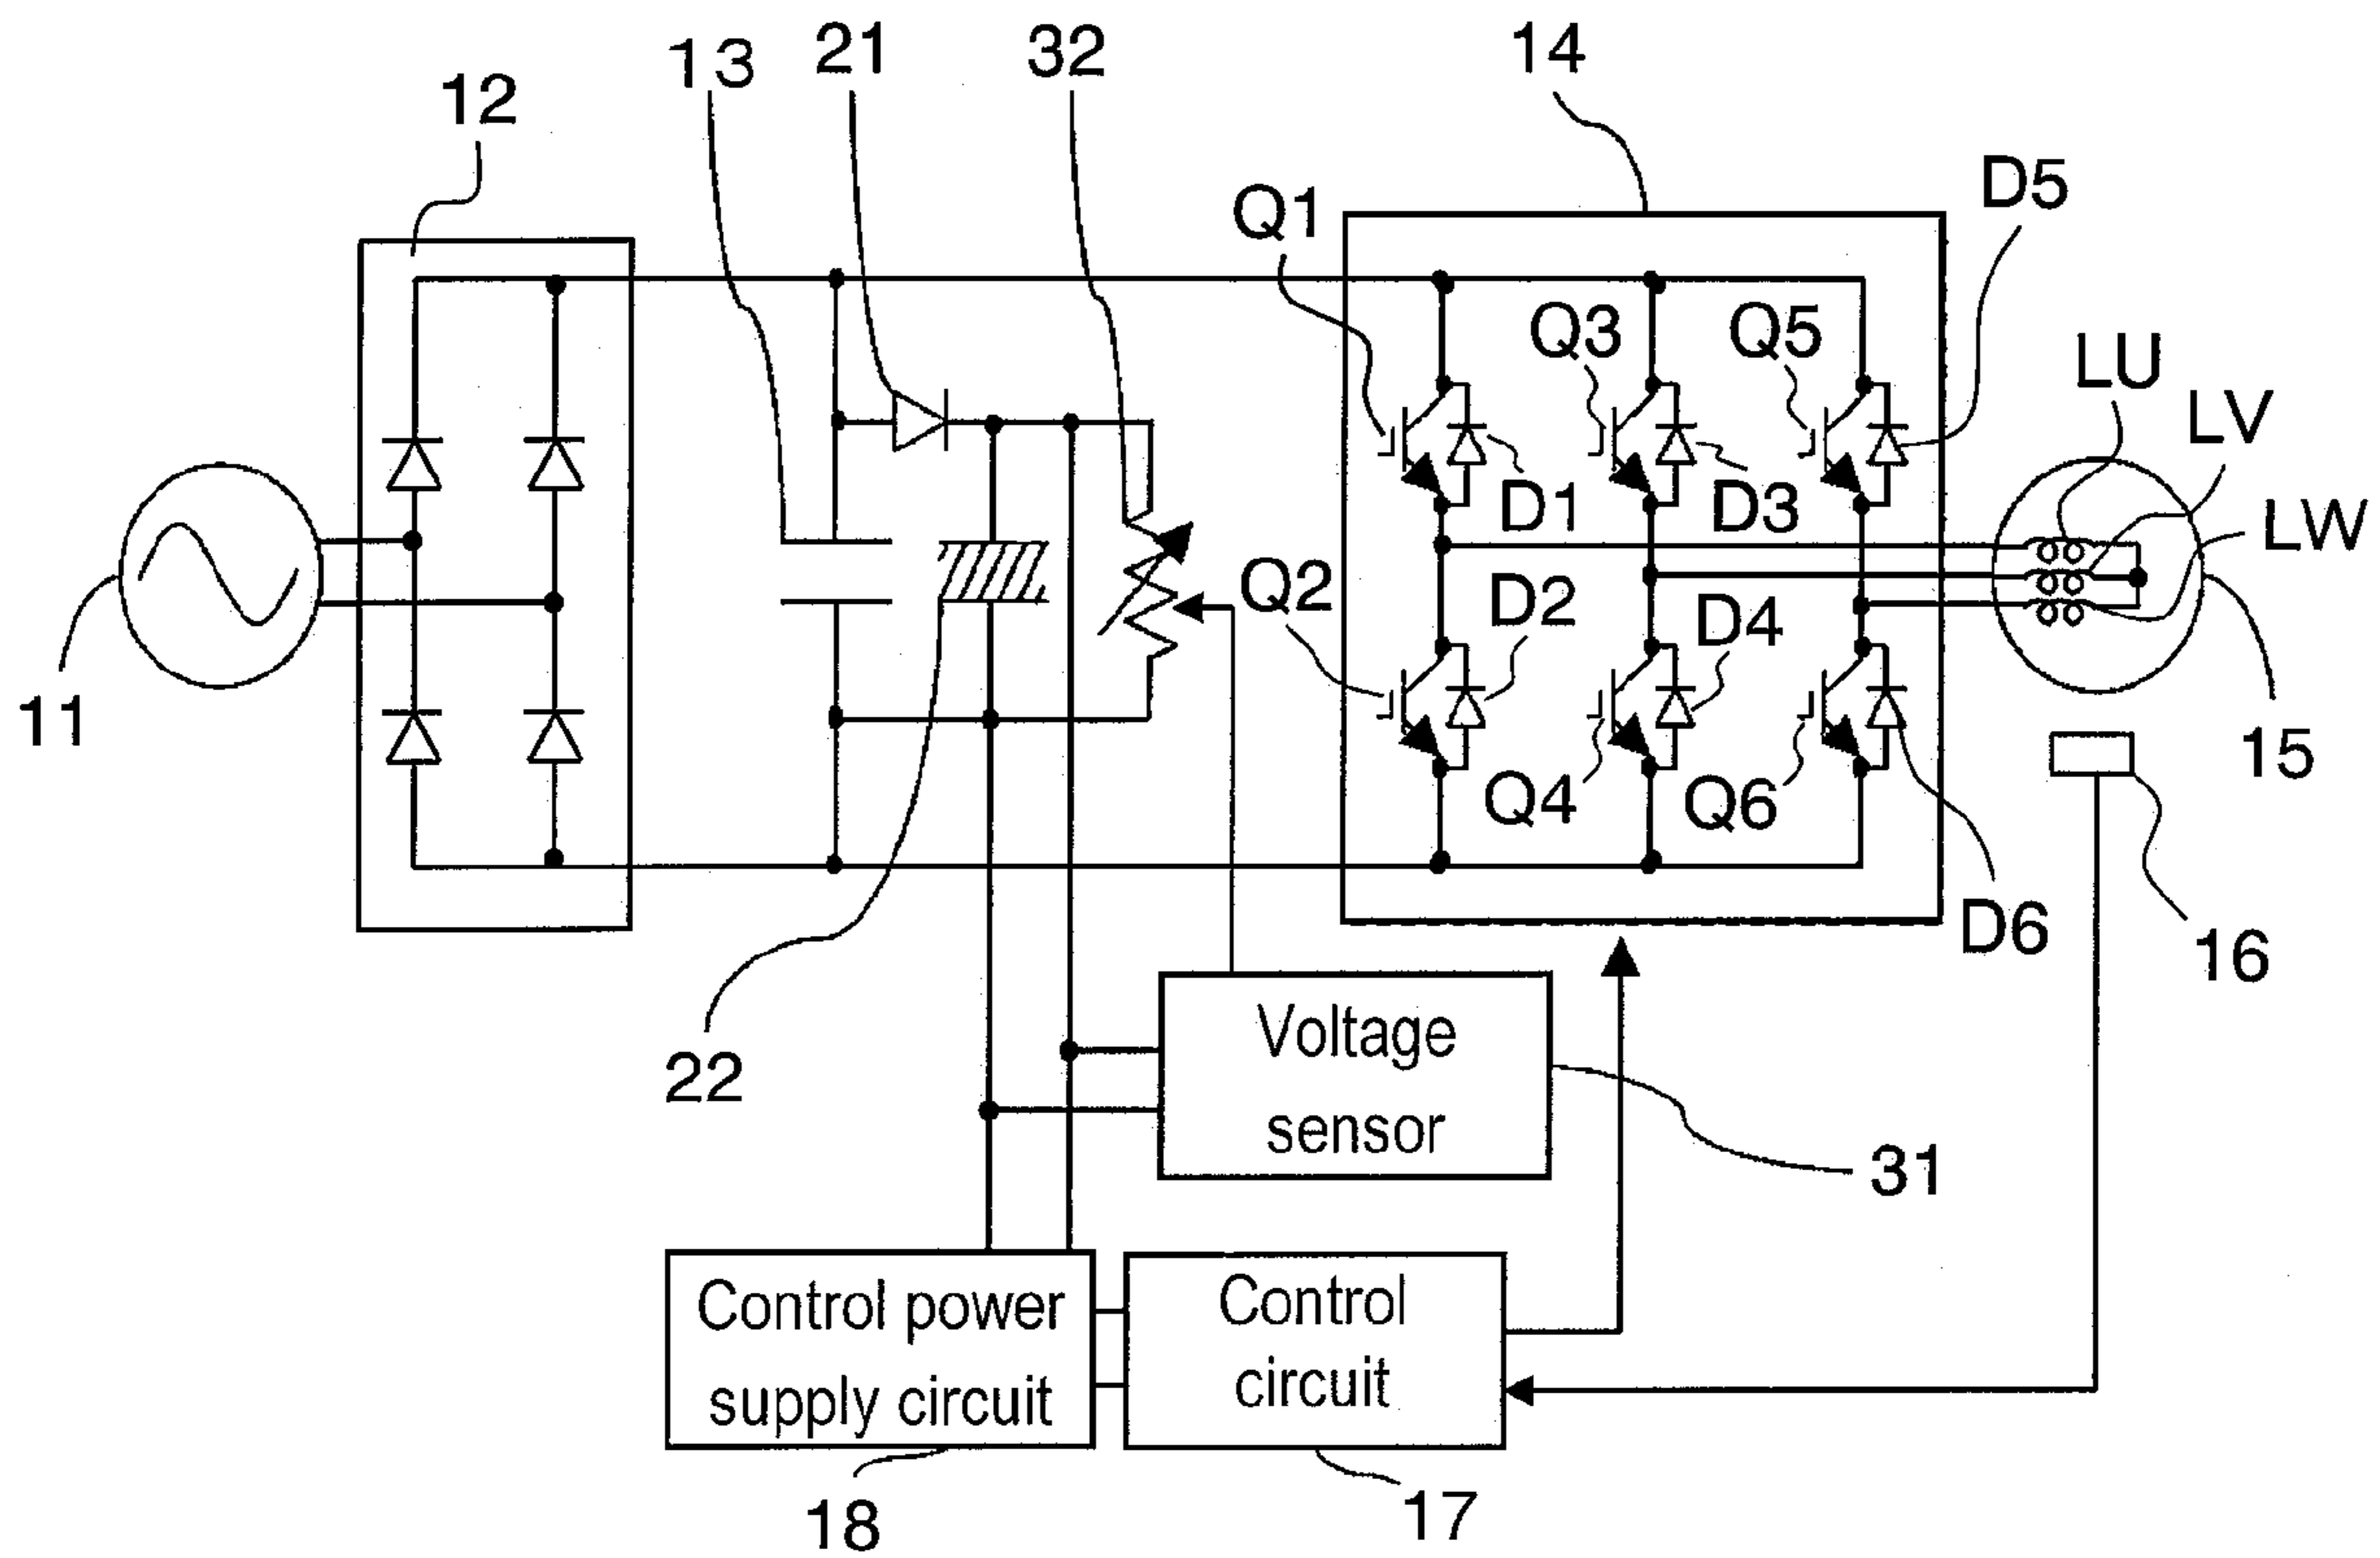 21
32
14
13
12
D5
Q1
Q3
Q5
LU
LV
D1
D3
LW
Q2
D2
D4
11
15
Q4
Q6
D6
16
22
Voltage
sensor
31
Control power
supply circuit
Control
circuit
18
17